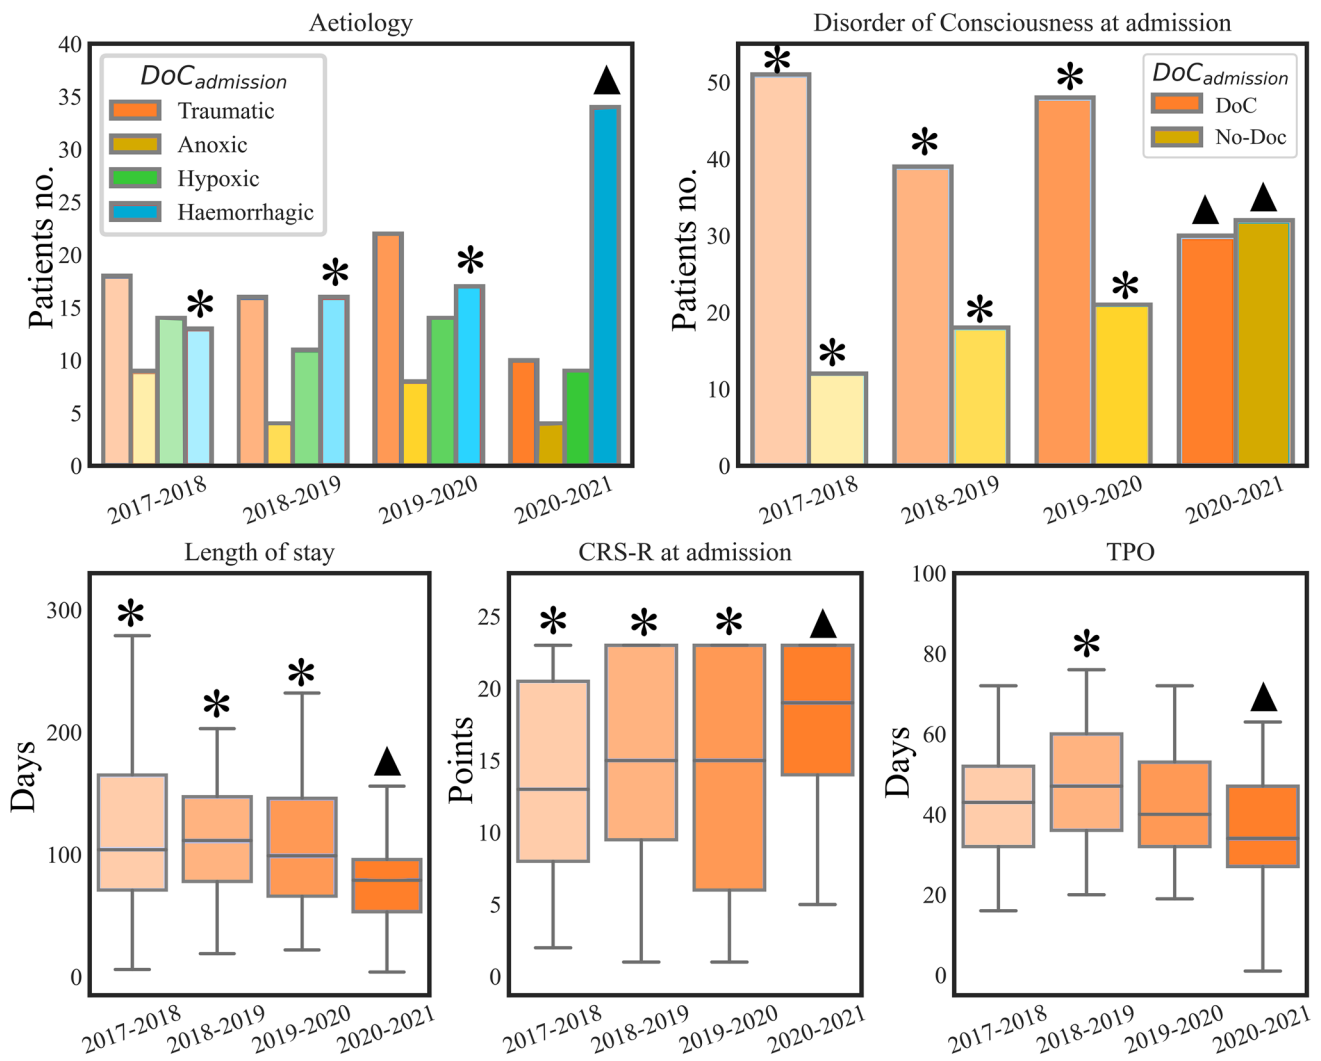 Aetiology
Patients no.
40
35
30
25
20
15
10
5
0
DoCadmission
Traumatic
Anoxic
Hypoxic
Haemorrhagic
* * * ▲
2017-2018 2018-2019 2019-2020 2020-2021
Disorder of Consciousness at admission
Patients no.
50
40
30
20
10
0
DoCadmission
DoC
No-Doc
* * * * * * ▲ ▲
2017-2018 2018-2019 2019-2020 2020-2021
Length of stay
Days
300
200
100
0
* * * ▲
2017-2018 2018-2019 2019-2020 2020-2021
CRS-R at admission
Points
25
20
15
10
5
0
* * * ▲
2017-2018 2018-2019 2019-2020 2020-2021
TPO
Days
100
80
60
40
20
0
* ▲
2017-2018 2018-2019 2019-2020 2020-2021